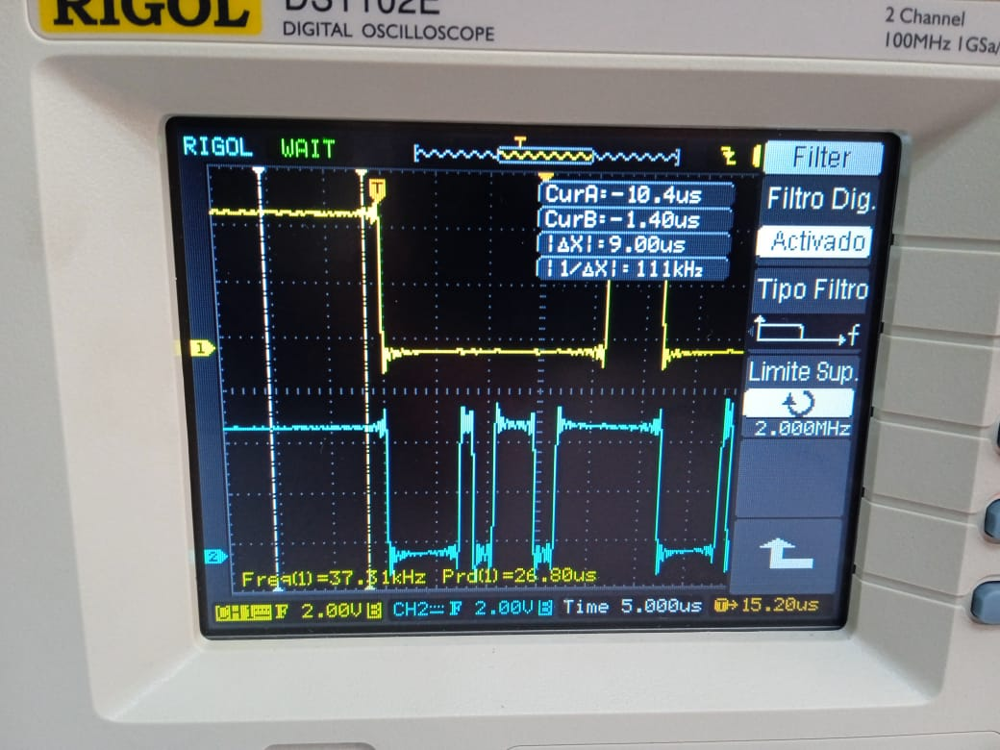 RIGOL
DS1102E
DIGITAL OSCILLOSCOPE
2 Channel
100MHz 1GSa/
RIGOL WAIT
T
T
CurA:-10.4us
CurB:-1.40us
|ΔX|:9.00us
|1/ΔX|:111kHz
Filter
Filtro Dig.
Activado
Tipo Filtro
f
Limite Sup.
2.000MHz
1
2
Freq(1)=37.31kHz Prd(1)=26.80us
CH1 F 2.00V B CH2 F 2.00V B Time 5.000us T→15.20us